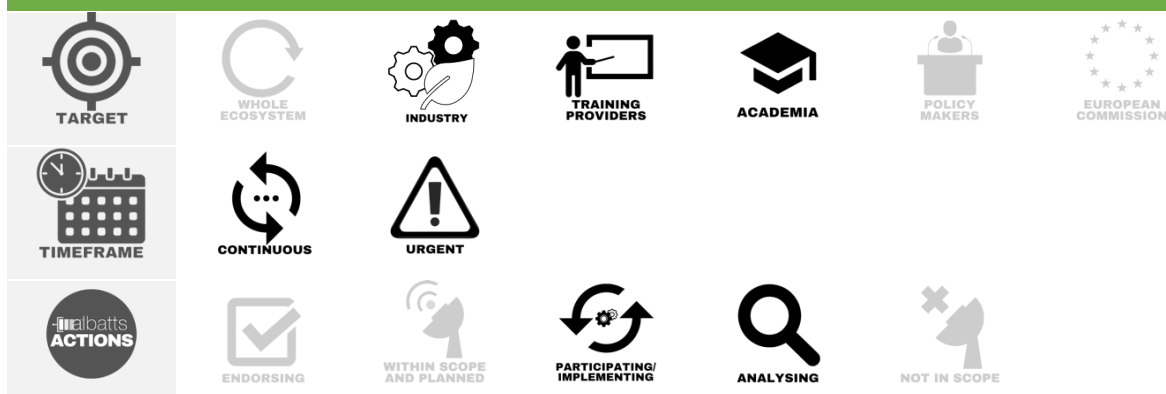 TARGET
WHOLE
ECOSYSTEM
INDUSTRY
TRAINING
PROVIDERS
ACADEMIA
POLICY
MAKERS
EUROPEAN
COMMISSION
TIMEFRAME
CONTINUOUS
URGENT
albatts
ACTIONS
ENDORSING
WITHIN SCOPE
AND PLANNED
PARTICIPATING/
IMPLEMENTING
ANALYSING
NOT IN SCOPE